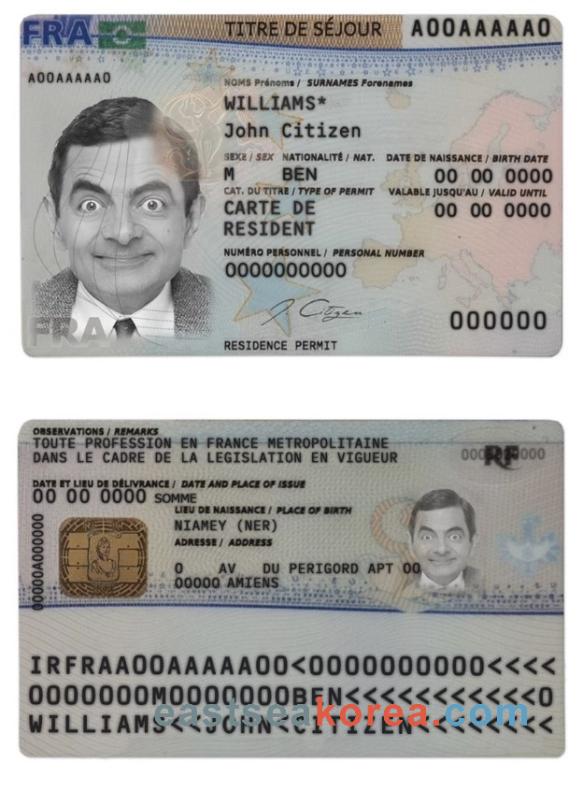 FRA
TITRE DE SÉJOUR
A00AAAAA0
A00AAAAA0
NOMS Prénoms / SURNAMES Forenames
WILLIAMS*
John Citizen
SEXE / SEX NATIONALITÉ / NAT. DATE DE NAISSANCE / BIRTH DATE
M BEN 00 00 0000
CAT. DU TITRE / TYPE OF PERMIT VALABLE JUSQU'AU / VALID UNTIL
CARTE DE 00 00 0000
RESIDENT
NUMÉRO PERSONNEL / PERSONAL NUMBER
0000000000
J. Citizen
000000
FRA
RESIDENCE PERMIT
OBSERVATIONS / REMARKS
TOUTE PROFESSION EN FRANCE METROPOLITAINE
DANS LE CADRE DE LA LEGISLATION EN VIGUEUR
RF
DATE ET LIEU DE DÉLIVRANCE / DATE AND PLACE OF ISSUE
00 00 0000 SOMME
LIEU DE NAISSANCE / PLACE OF BIRTH
NIAMEY (NER)
ADRESSE / ADDRESS
0 AV DU PERIGORD APT 00
00000 AMIENS
00000A000000
IRFRAA00AAAAA00<0000000000<<<<
0000000M0000000BEN<<<<<<<<<<<0
eastseakorea.com
WILLIAMS<<JOHN<CITIZEN<<<<<<<<